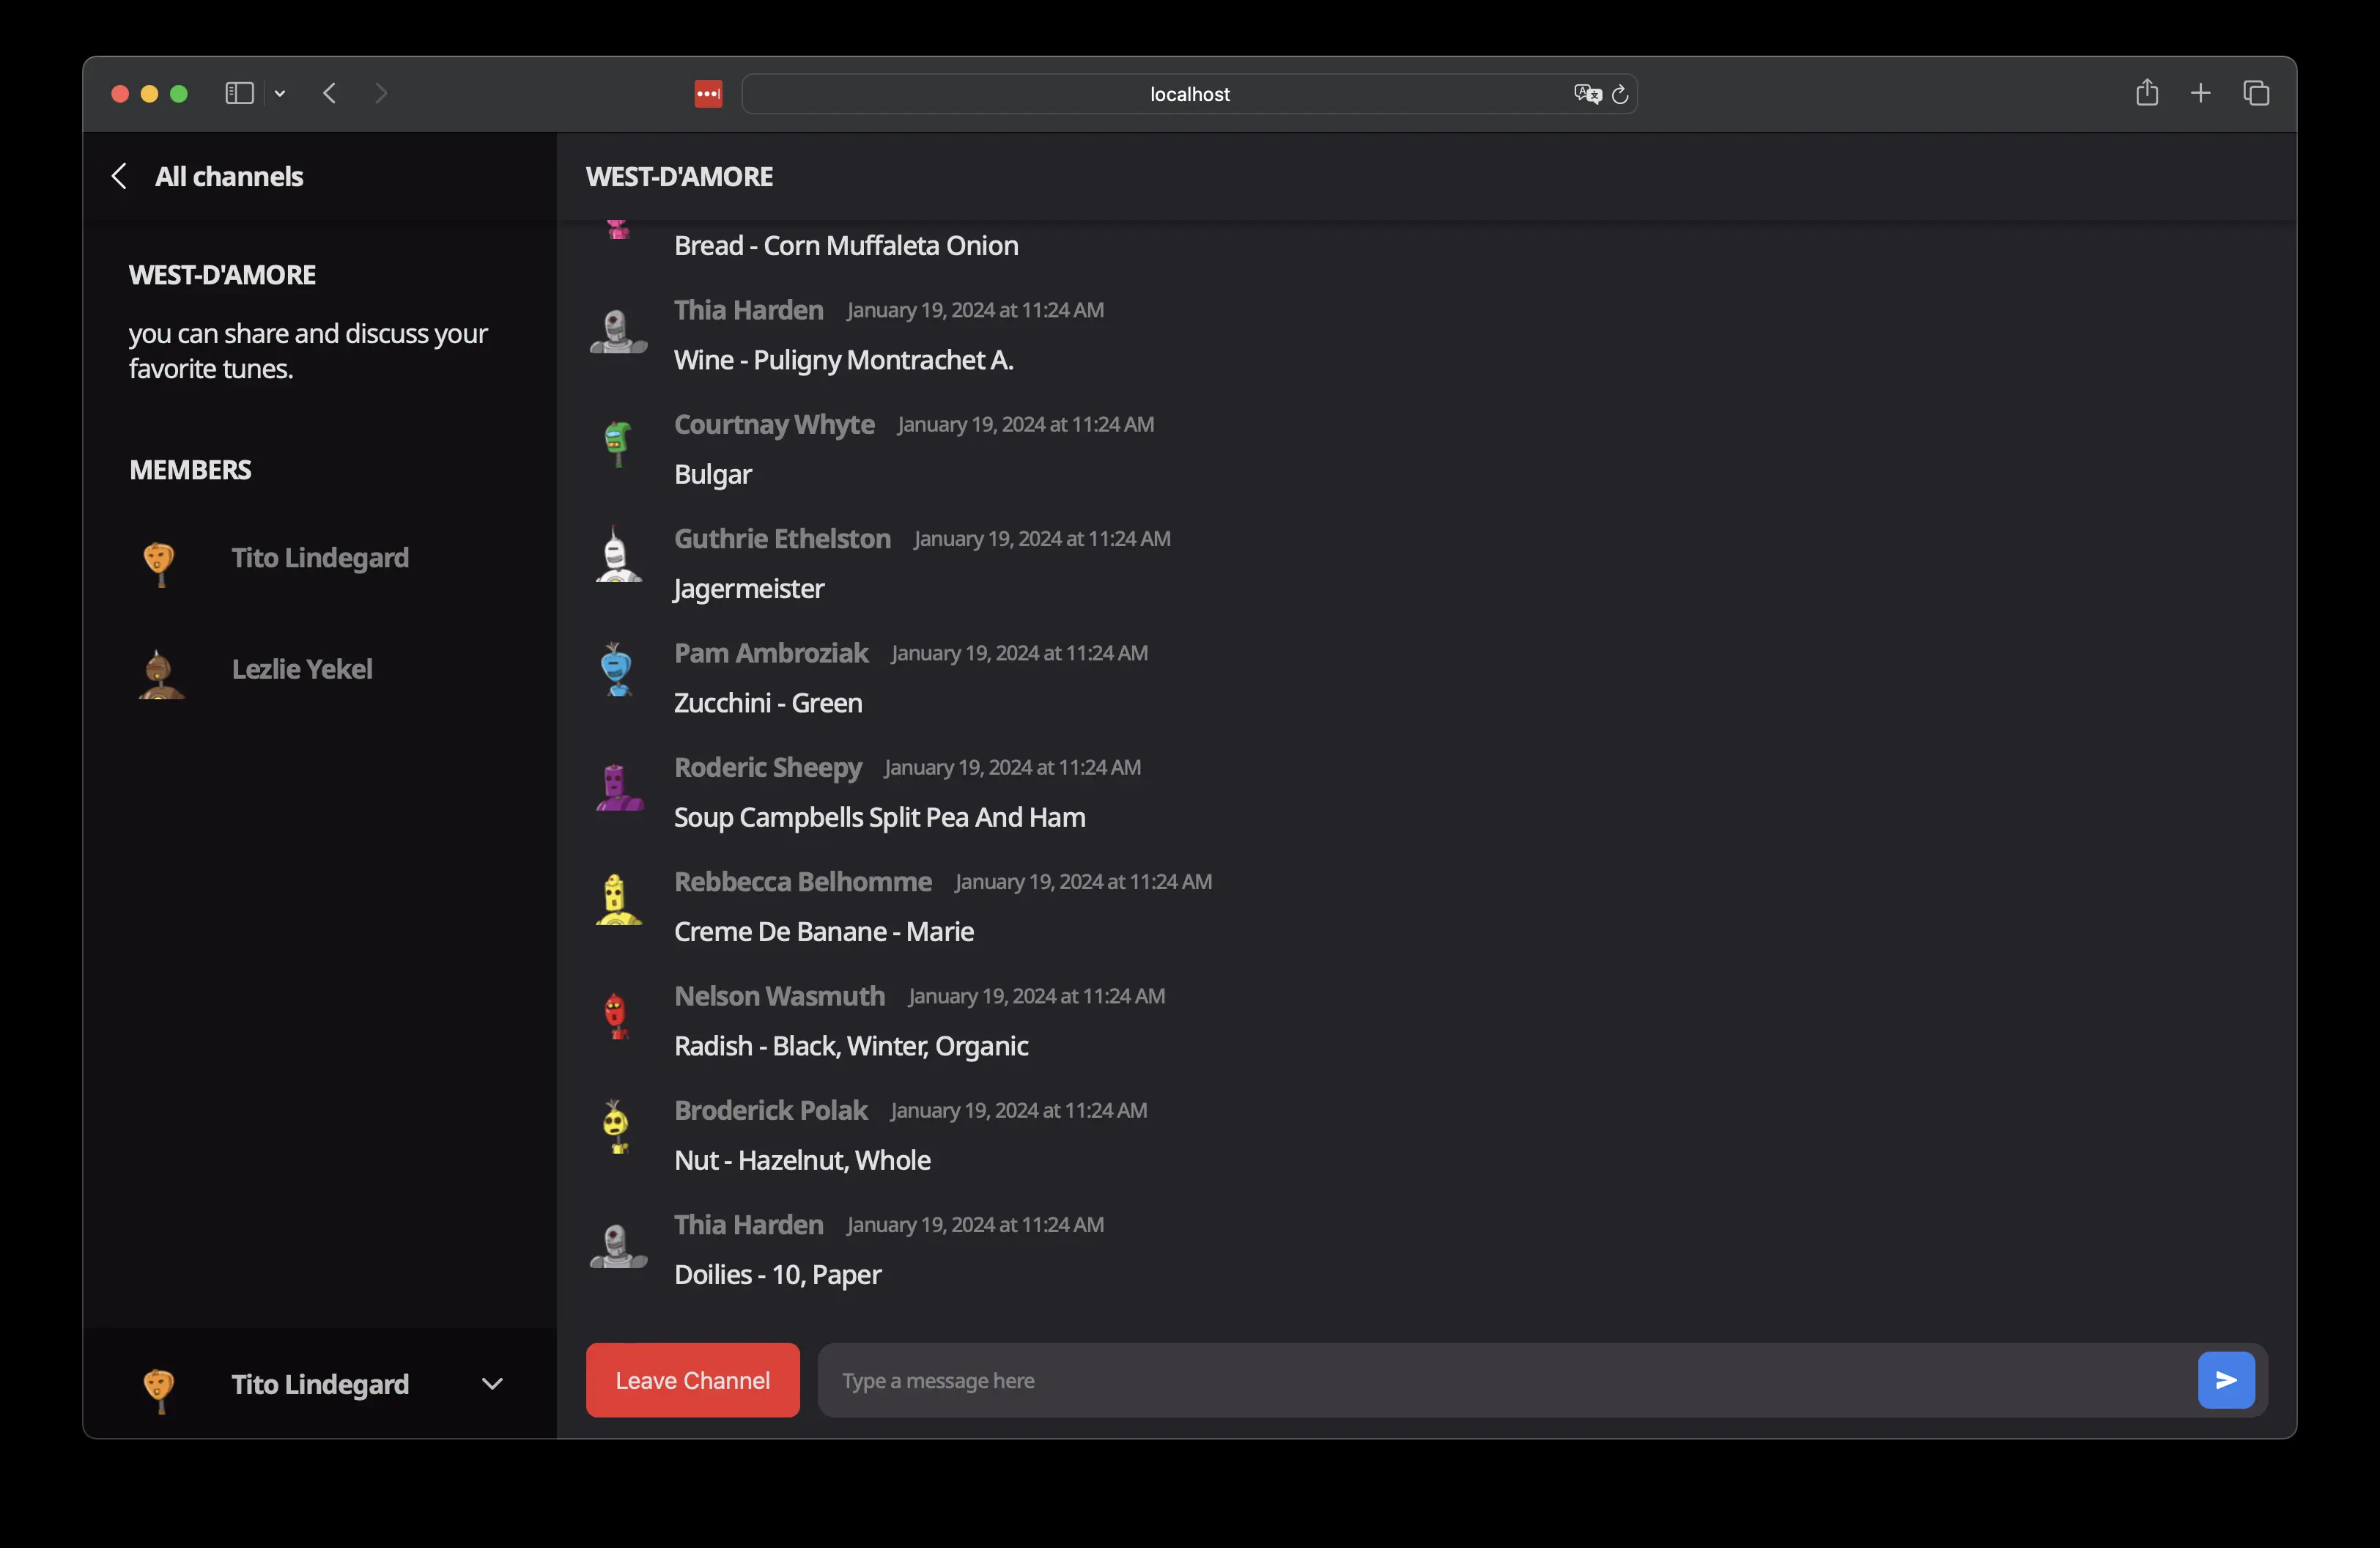 localhost
All channels
WEST-D'AMORE
you can share and discuss your
favorite tunes.
MEMBERS
Tito Lindegard
Lezlie Yekel
Tito Lindegard
WEST-D'AMORE
Bread - Corn Muffaleta Onion
Thia Harden January 19, 2024 at 11:24 AM
Wine - Puligny Montrachet A.
Courtnay Whyte January 19, 2024 at 11:24 AM
Bulgar
Guthrie Ethelston January 19, 2024 at 11:24 AM
Jagermeister
Pam Ambroziak January 19, 2024 at 11:24 AM
Zucchini - Green
Roderic Sheepy January 19, 2024 at 11:24 AM
Soup Campbells Split Pea And Ham
Rebbecca Belhomme January 19, 2024 at 11:24 AM
Creme De Banane - Marie
Nelson Wasmuth January 19, 2024 at 11:24 AM
Radish - Black, Winter, Organic
Broderick Polak January 19, 2024 at 11:24 AM
Nut - Hazelnut, Whole
Thia Harden January 19, 2024 at 11:24 AM
Doilies - 10, Paper
Leave Channel
Type a message here